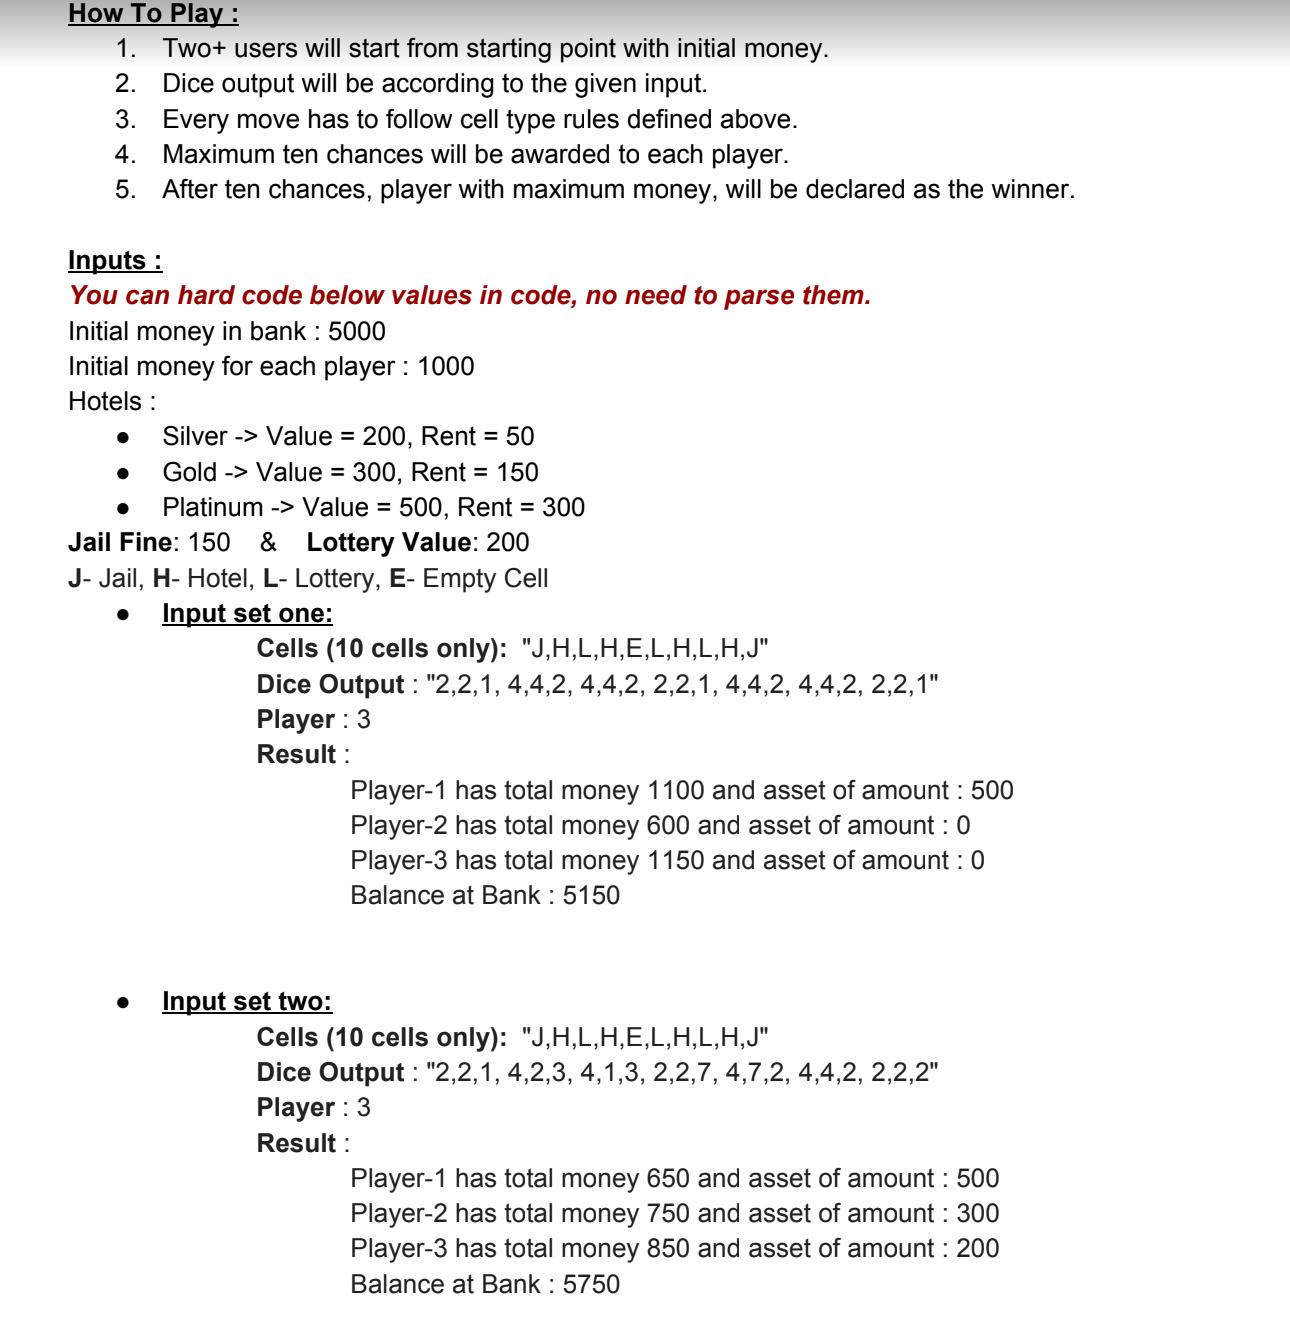 How To Play :
1. Two+ users will start from starting point with initial money.
2. Dice output will be according to the given input.
3. Every move has to follow cell type rules defined above.
4. Maximum ten chances will be awarded to each player.
5. After ten chances, player with maximum money, will be declared as the winner.
Inputs :
You can hard code below values in code, no need to parse them.
Initial money in bank : 5000
Initial money for each player : 1000
Hotels :
● Silver -> Value = 200, Rent = 50
● Gold -> Value = 300, Rent = 150
● Platinum -> Value = 500, Rent = 300
Jail Fine: 150 & Lottery Value: 200
J- Jail, H- Hotel, L- Lottery, E- Empty Cell
● Input set one:
Cells (10 cells only): "J,H,L,H,E,L,H,L,H,J"
Dice Output : "2,2,1, 4,4,2, 4,4,2, 2,2,1, 4,4,2, 4,4,2, 2,2,1"
Player : 3
Result :
Player-1 has total money 1100 and asset of amount : 500
Player-2 has total money 600 and asset of amount : 0
Player-3 has total money 1150 and asset of amount : 0
Balance at Bank : 5150
● Input set two:
Cells (10 cells only): "J,H,L,H,E,L,H,L,H,J"
Dice Output : "2,2,1, 4,2,3, 4,1,3, 2,2,7, 4,7,2, 4,4,2, 2,2,2"
Player : 3
Result :
Player-1 has total money 650 and asset of amount : 500
Player-2 has total money 750 and asset of amount : 300
Player-3 has total money 850 and asset of amount : 200
Balance at Bank : 5750